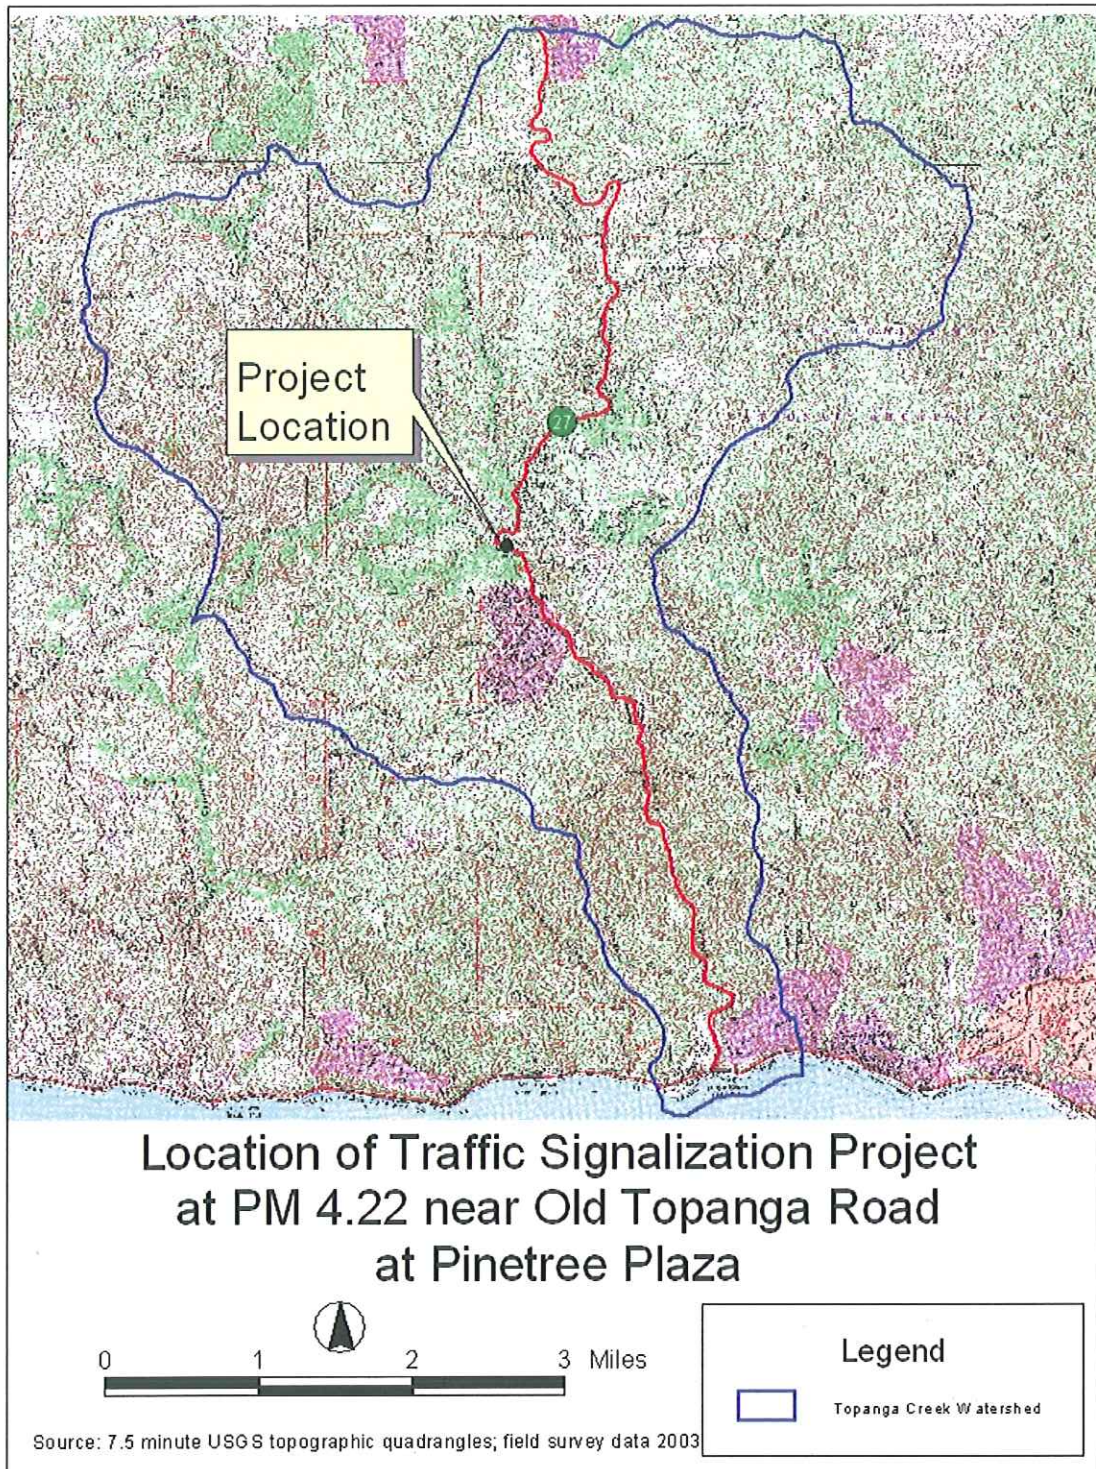 Project
Location
27
Location of Traffic Signalization Project
at PM 4.22 near Old Topanga Road
at Pinetree Plaza
0 1 2 3 Miles
Legend
Topanga Creek Watershed
Source: 7.5 minute USGS topographic quadrangles; field survey data 2003